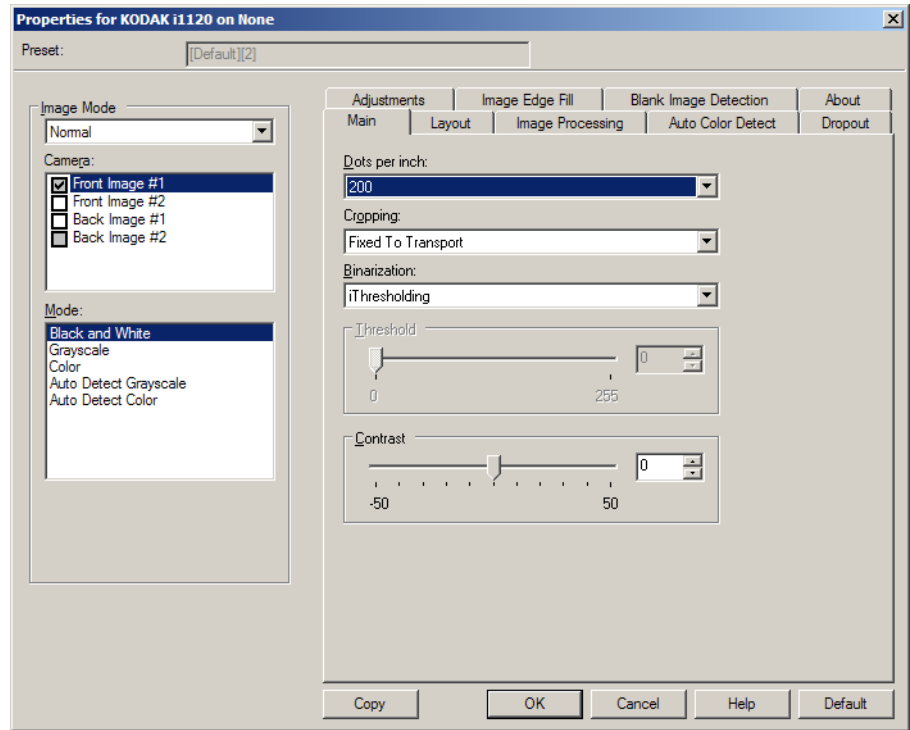 Properties for KODAK i1120 on None
Preset:
[Default][2]
Image Mode
Normal
Camera:
Front Image #1
Front Image #2
Back Image #1
Back Image #2
Mode:
Black and White
Grayscale
Color
Auto Detect Grayscale
Auto Detect Color
Adjustments
Image Edge Fill
Blank Image Detection
About
Main
Layout
Image Processing
Auto Color Detect
Dropout
Dots per inch:
200
Cropping:
Fixed To Transport
Binarization:
iThresholding
Threshold
0
0
255
Contrast
0
-50
50
Copy
OK
Cancel
Help
Default